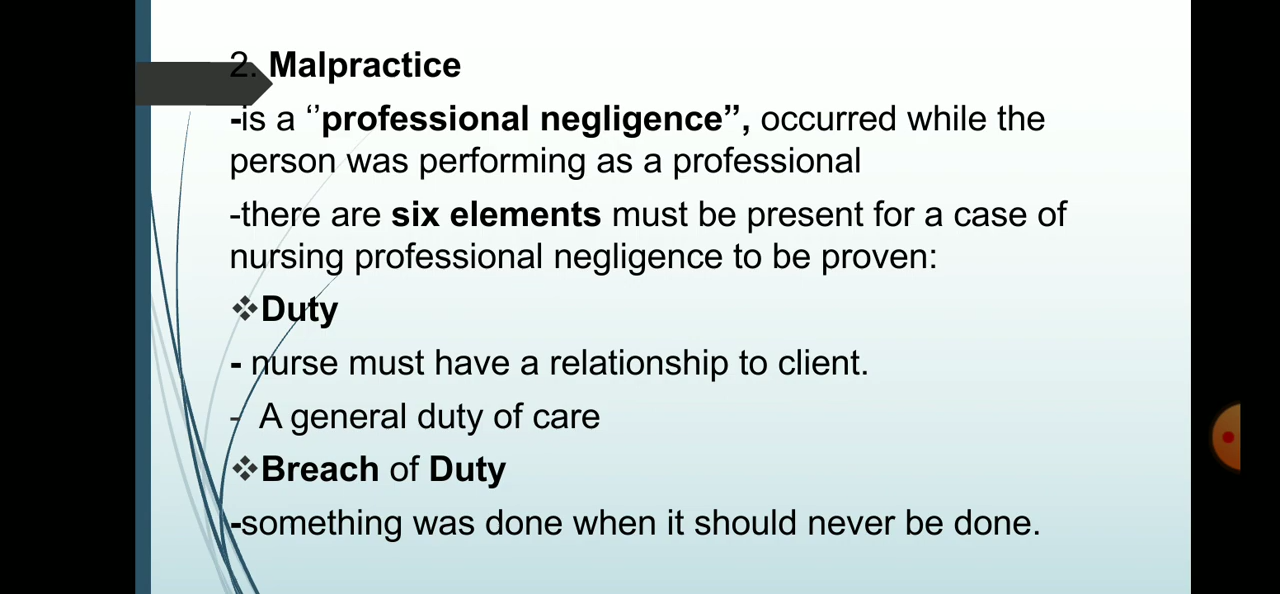 2. Malpractice
-is a ‘’professional negligence’’, occurred while the
person was performing as a professional
-there are six elements must be present for a case of
nursing professional negligence to be proven:
❖Duty
- nurse must have a relationship to client.
- A general duty of care
❖Breach of Duty
-something was done when it should never be done.